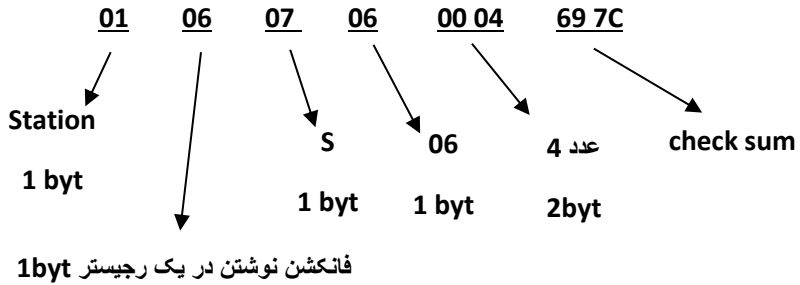 01 06 07 06 00 04 69 7C
Station
1 byt
S
1 byt
06
1 byt
عدد 4
2byt
check sum
فانکشن نوشتن در یک رجیستر 1byt